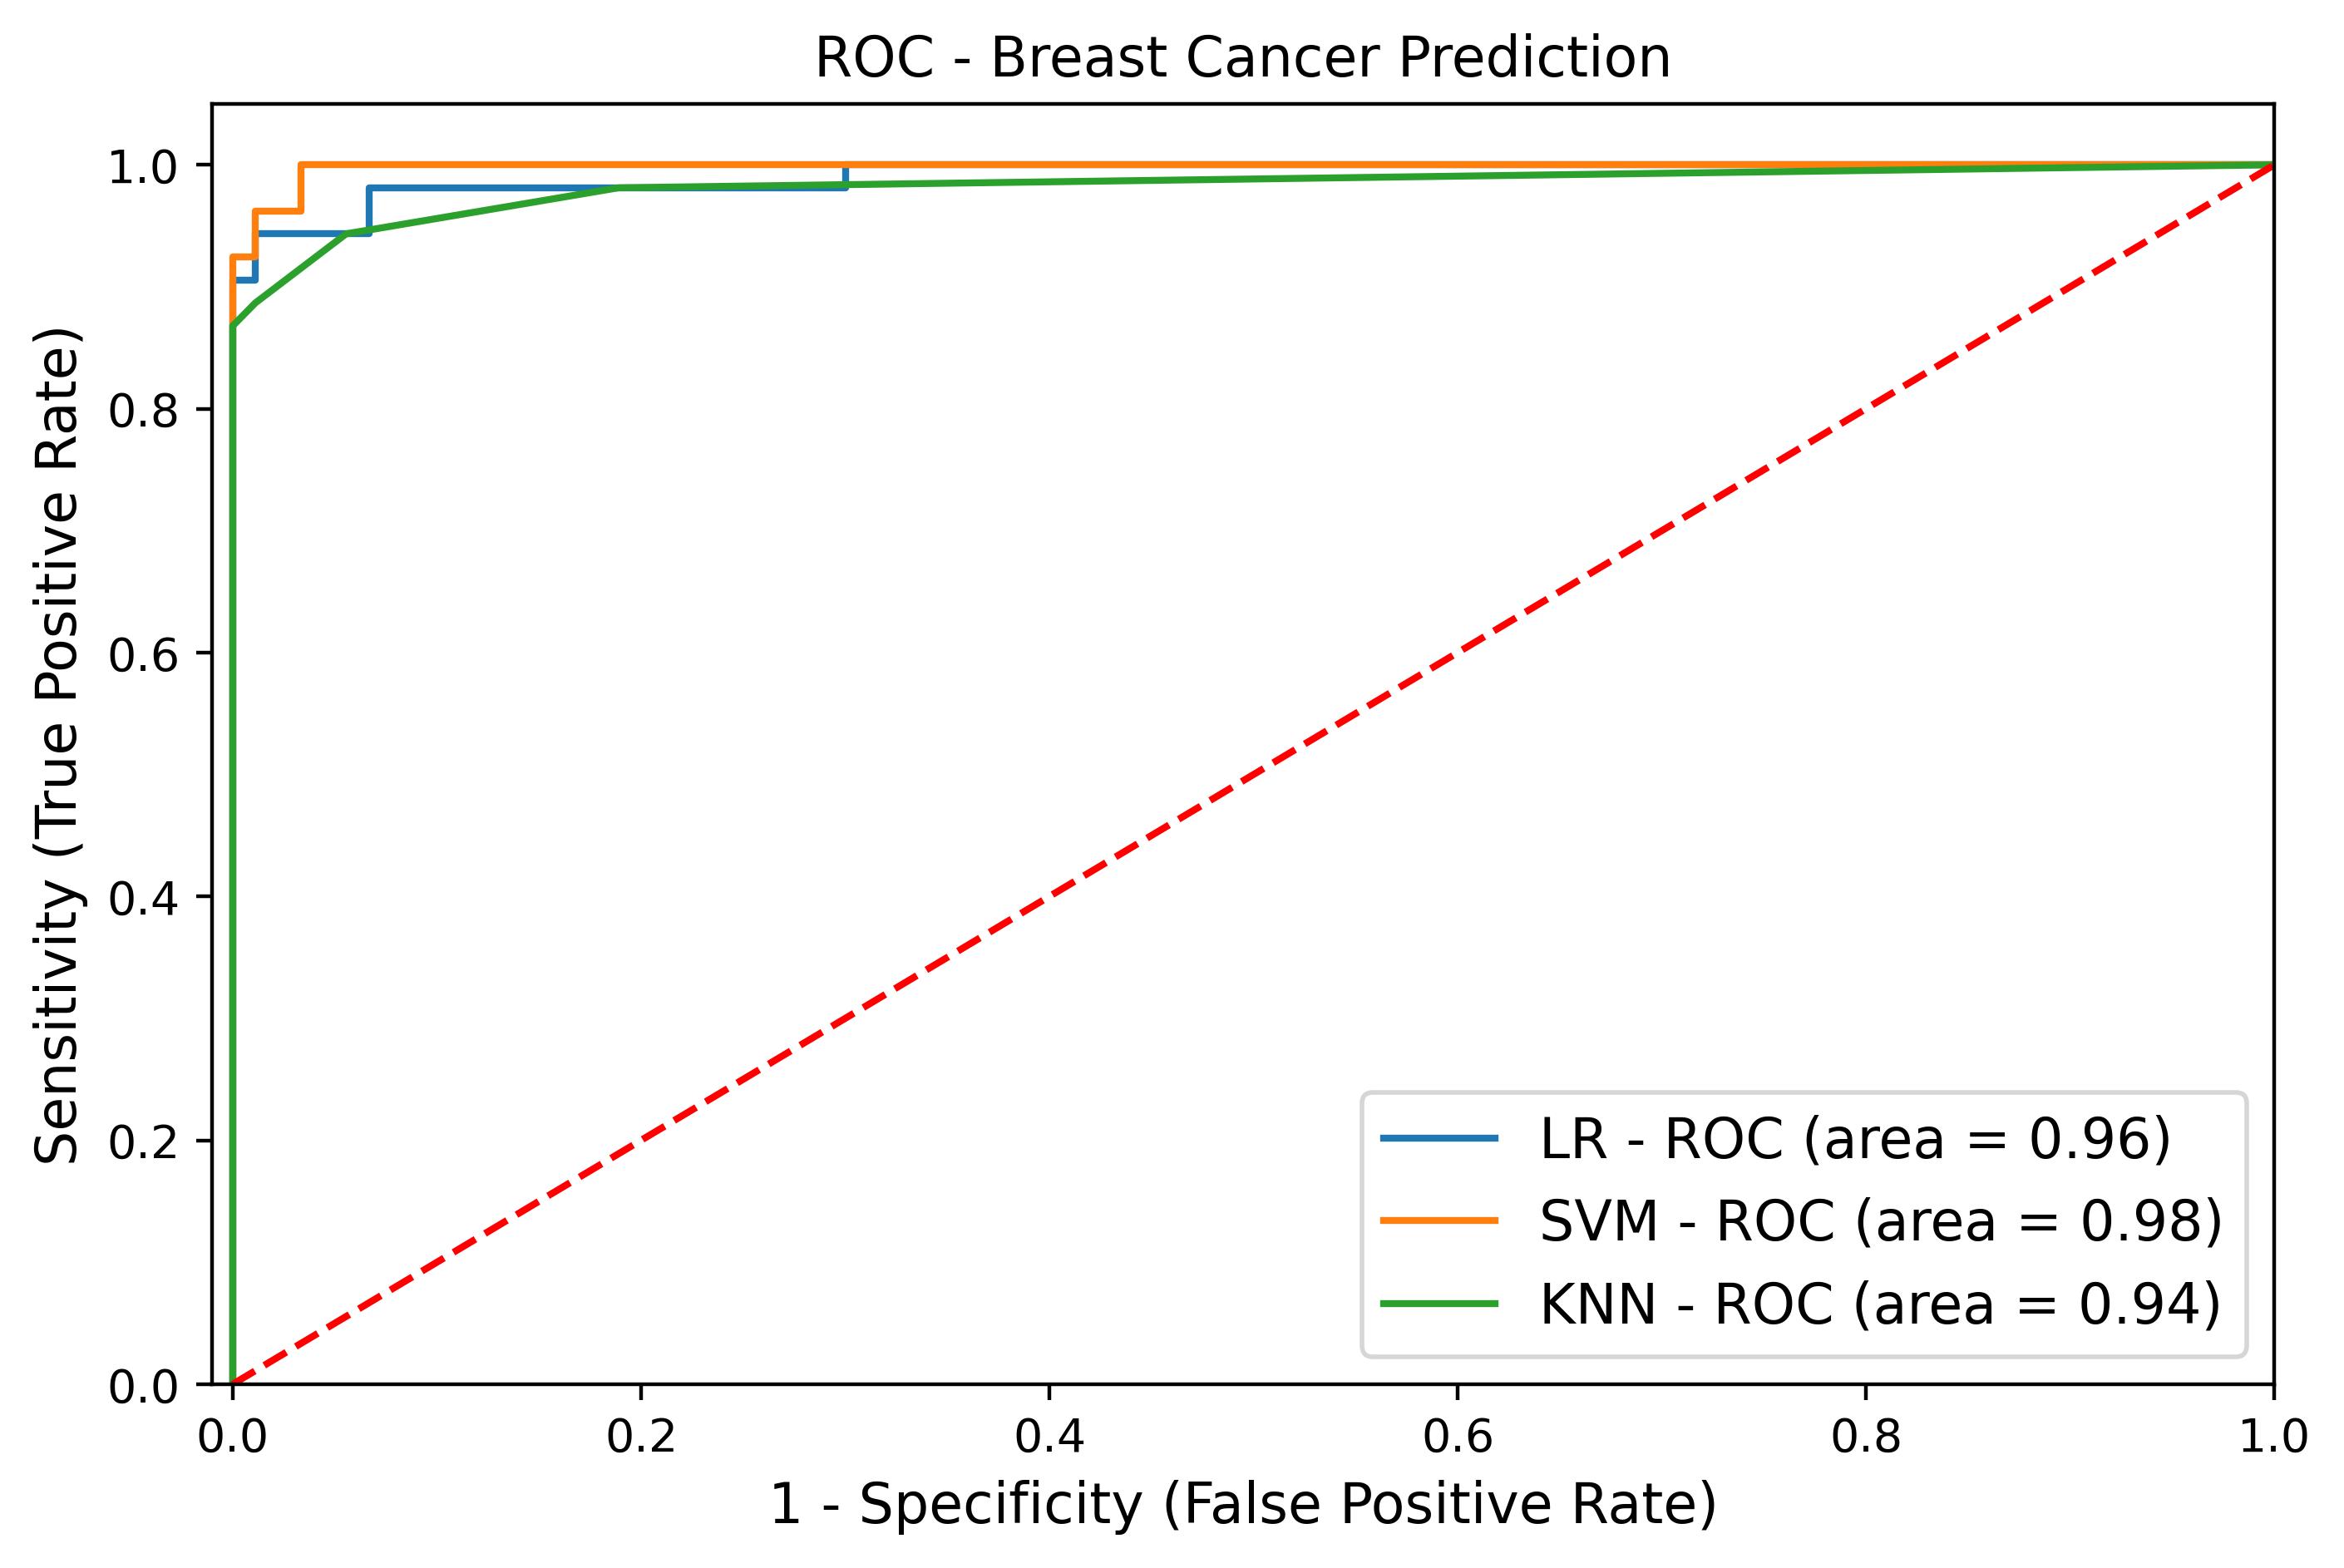 ROC - Breast Cancer Prediction
Sensitivity (True Positive Rate)
1.0
0.8
0.6
0.4
0.2
0.0
LR - ROC (area = 0.96)
SVM - ROC (area = 0.98)
KNN - ROC (area = 0.94)
0.0 0.2 0.4 0.6 0.8 1.0
1 - Specificity (False Positive Rate)